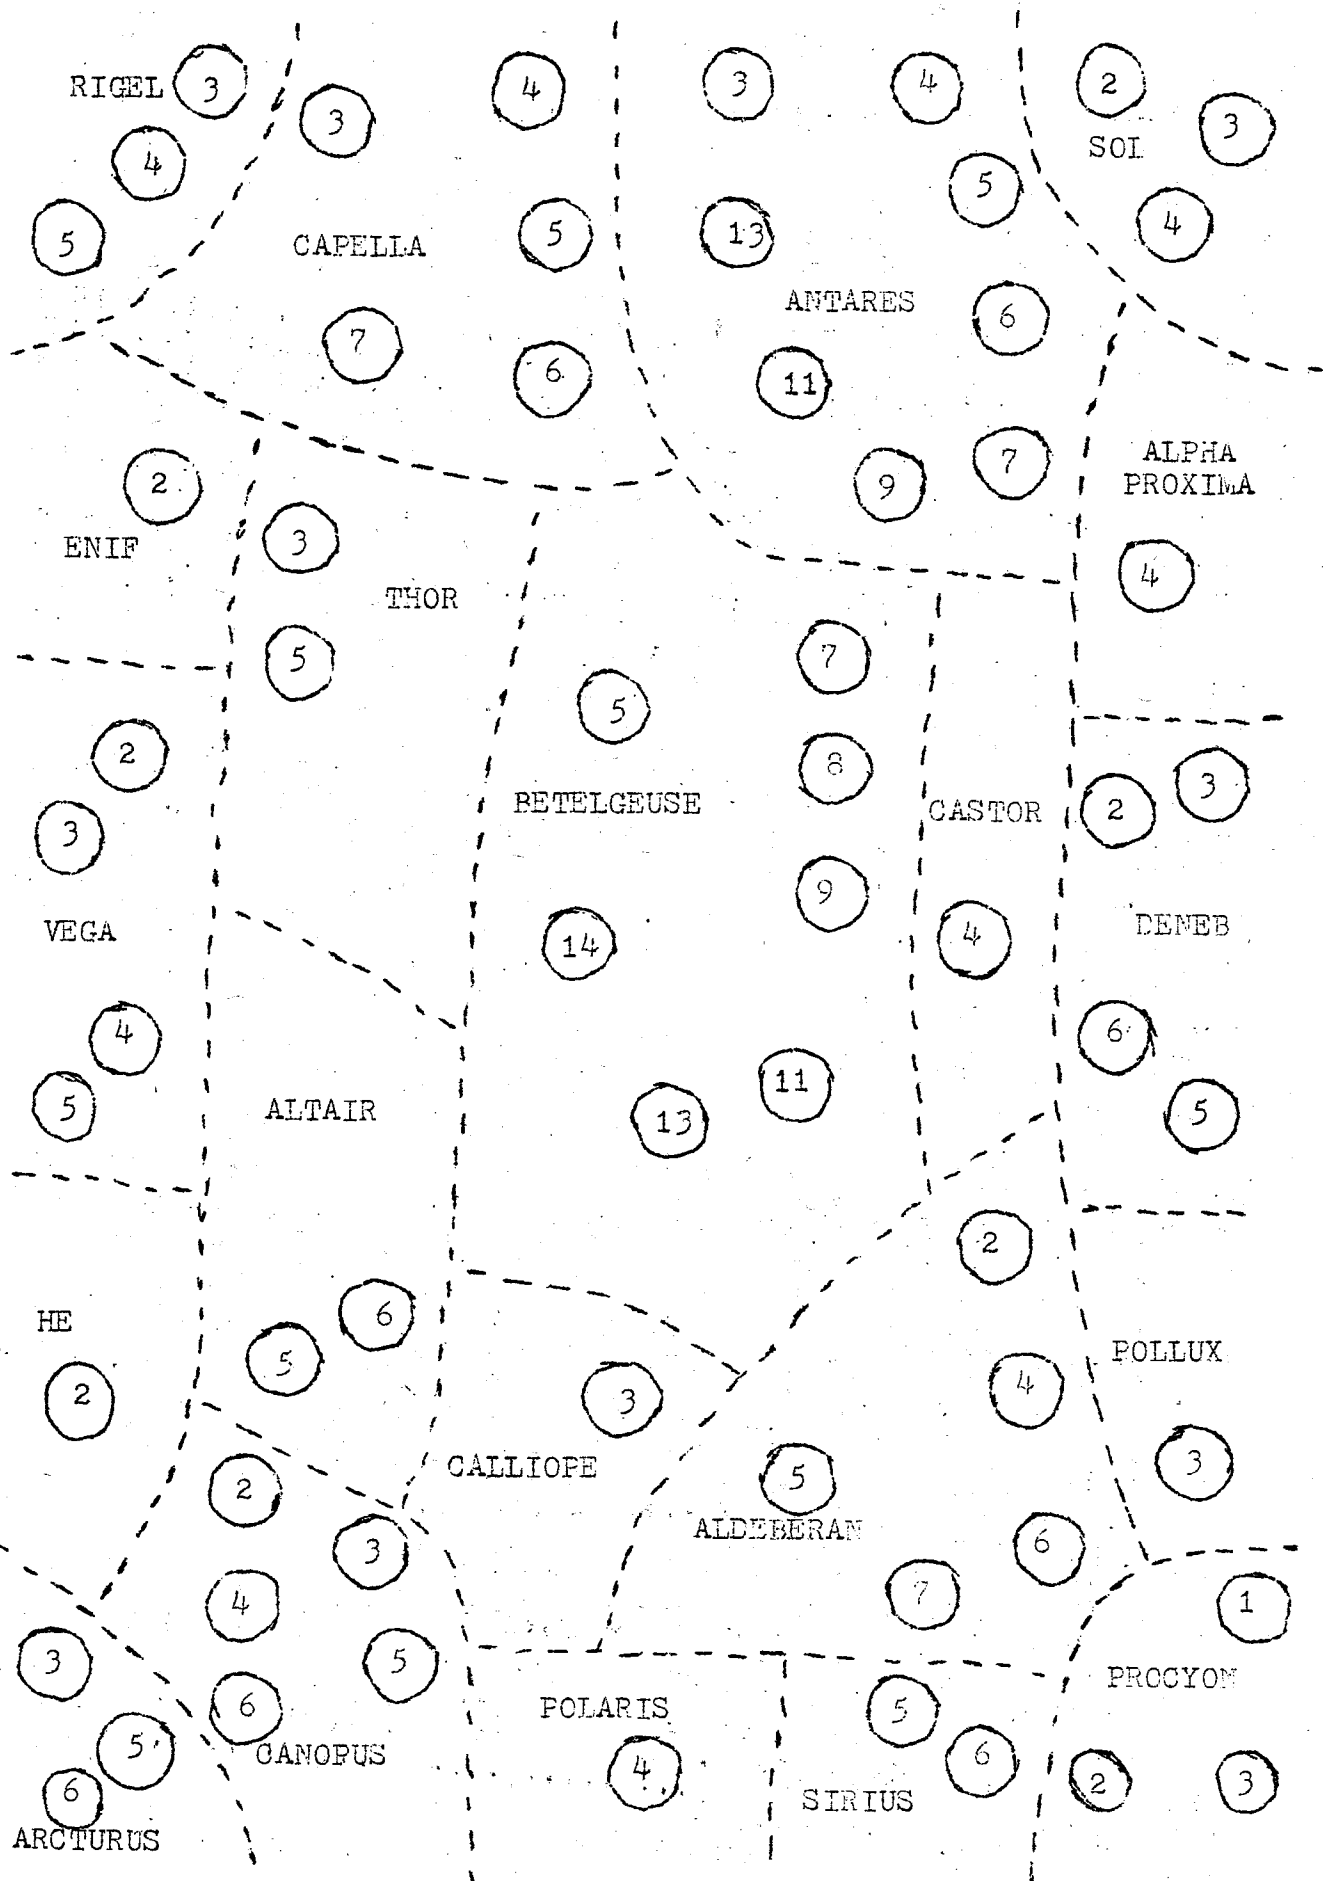 RIGEL 3
3
4
3
4
2
SOL
3
4
5
CAPELLA
5
13
5
4
7
6
ANTARES
6
11
9
7
ALPHA
PROXIMA
4
ENIF
2
3
THOR
5
5
7
8
9
BETELGEUSE
14
11
13
CASTOR
4
2
3
DENEB
6
5
2
3
VEGA
4
5
ALTAIR
5
6
HE
2
CALLIOPE
3
2
4
5
ALDEBERAN
6
7
POLLUX
3
2
3
4
5
6
CANOPUS
3
5
6
ARCTURUS
POLARIS
4
5
6
SIRIUS
1
PROCYON
2
3